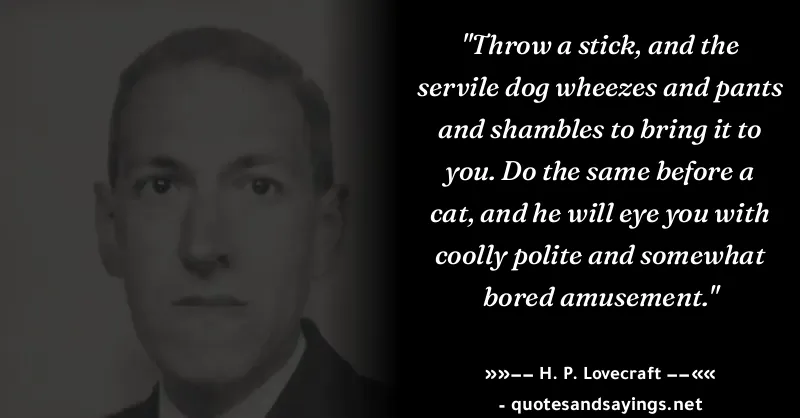 "Throw a stick, and the
servile dog wheezes and pants
and shambles to bring it to
you. Do the same before a
cat, and he will eye you with
coolly polite and somewhat
bored amusement."
»»−− H. P. Lovecraft −−««
- quotesandsayings.net